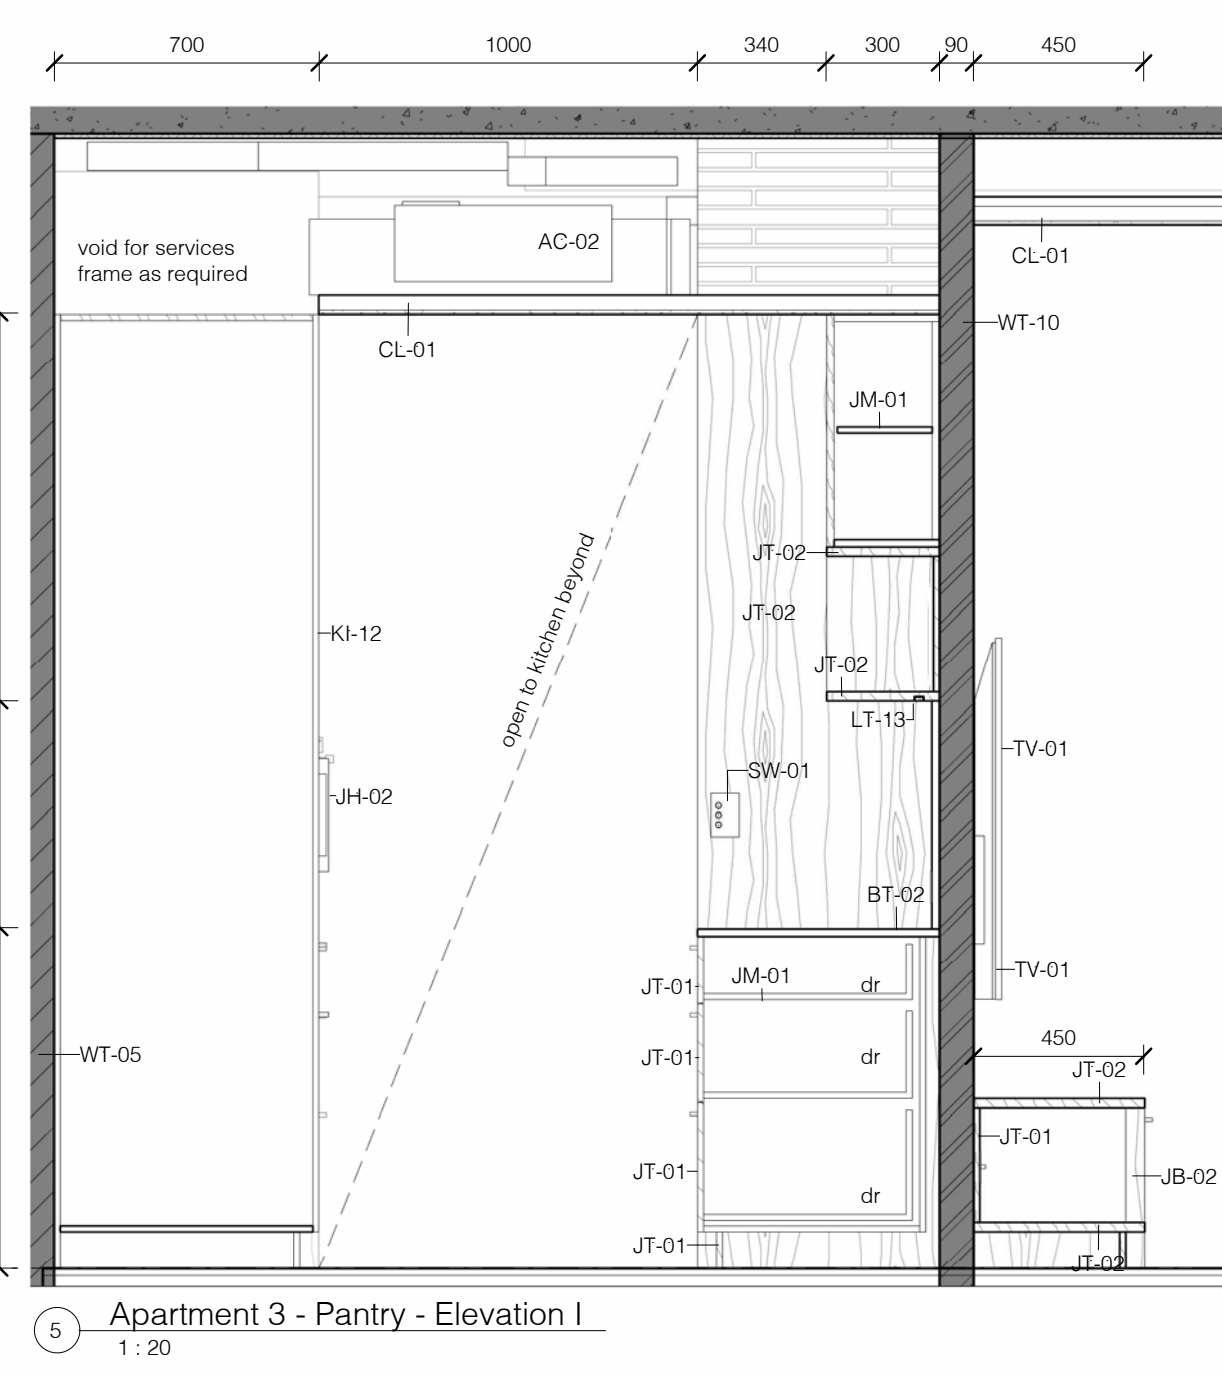 700 1000 340 300 90 450
void for services
frame as required
AC-02
CL-01
CL-01
WT-10
JM-01
open to kitchen beyond
JT-02
JT-02
KI-12
JT-02
LT-13
TV-01
SW-01
JH-02
BT-02
TV-01
JM-01
dr
JT-01
WT-05
JT-01
dr
450
JT-02
JT-01
JT-01
dr
JB-02
JT-01
JT-02
5
Apartment 3 - Pantry - Elevation I
1 : 20